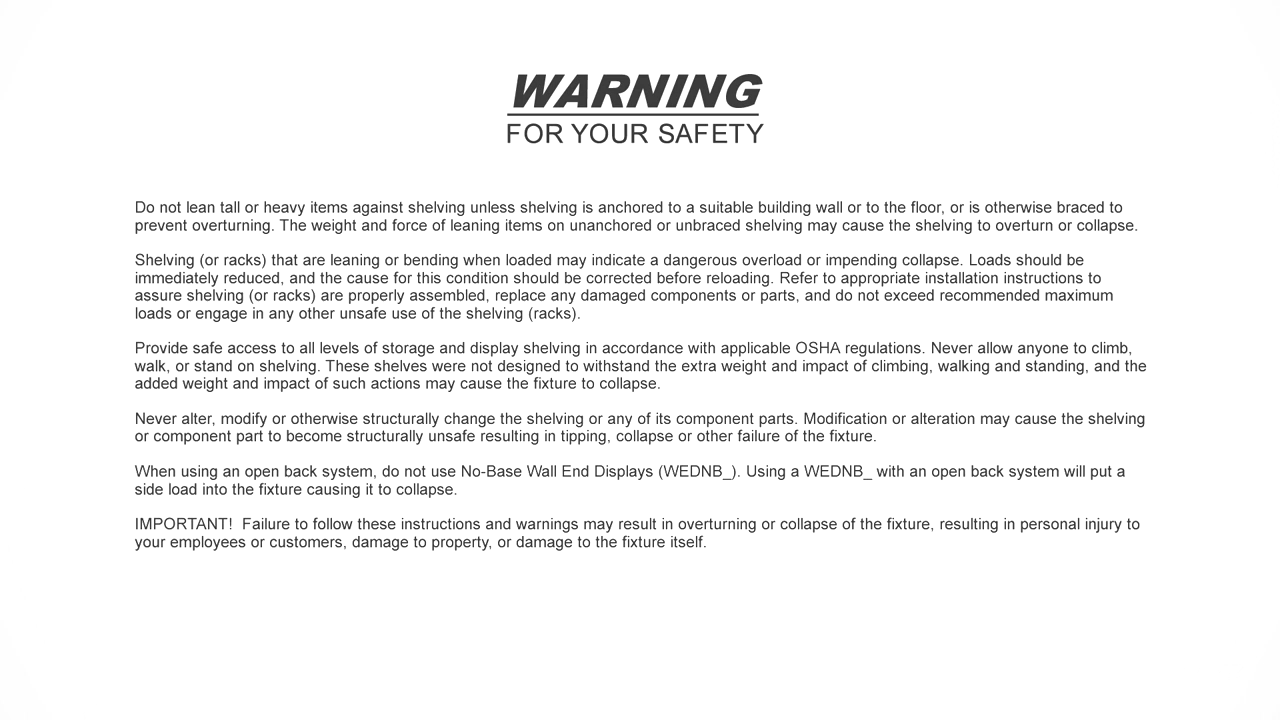 WARNING
FOR YOUR SAFETY
Do not lean tall or heavy items against shelving unless shelving is anchored to a suitable building wall or to the floor, or is otherwise braced to
prevent overturning. The weight and force of leaning items on unanchored or unbraced shelving may cause the shelving to overturn or collapse.
Shelving (or racks) that are leaning or bending when loaded may indicate a dangerous overload or impending collapse. Loads should be
immediately reduced, and the cause for this condition should be corrected before reloading. Refer to appropriate installation instructions to
assure shelving (or racks) are properly assembled, replace any damaged components or parts, and do not exceed recommended maximum
loads or engage in any other unsafe use of the shelving (racks).
Provide safe access to all levels of storage and display shelving in accordance with applicable OSHA regulations. Never allow anyone to climb,
walk, or stand on shelving. These shelves were not designed to withstand the extra weight and impact of climbing, walking and standing, and the
added weight and impact of such actions may cause the fixture to collapse.
Never alter, modify or otherwise structurally change the shelving or any of its component parts. Modification or alteration may cause the shelving
or component part to become structurally unsafe resulting in tipping, collapse or other failure of the fixture.
When using an open back system, do not use No-Base Wall End Displays (WEDNB_). Using a WEDNB_ with an open back system will put a
side load into the fixture causing it to collapse.
IMPORTANT!  Failure to follow these instructions and warnings may result in overturning or collapse of the fixture, resulting in personal injury to
your employees or customers, damage to property, or damage to the fixture itself.